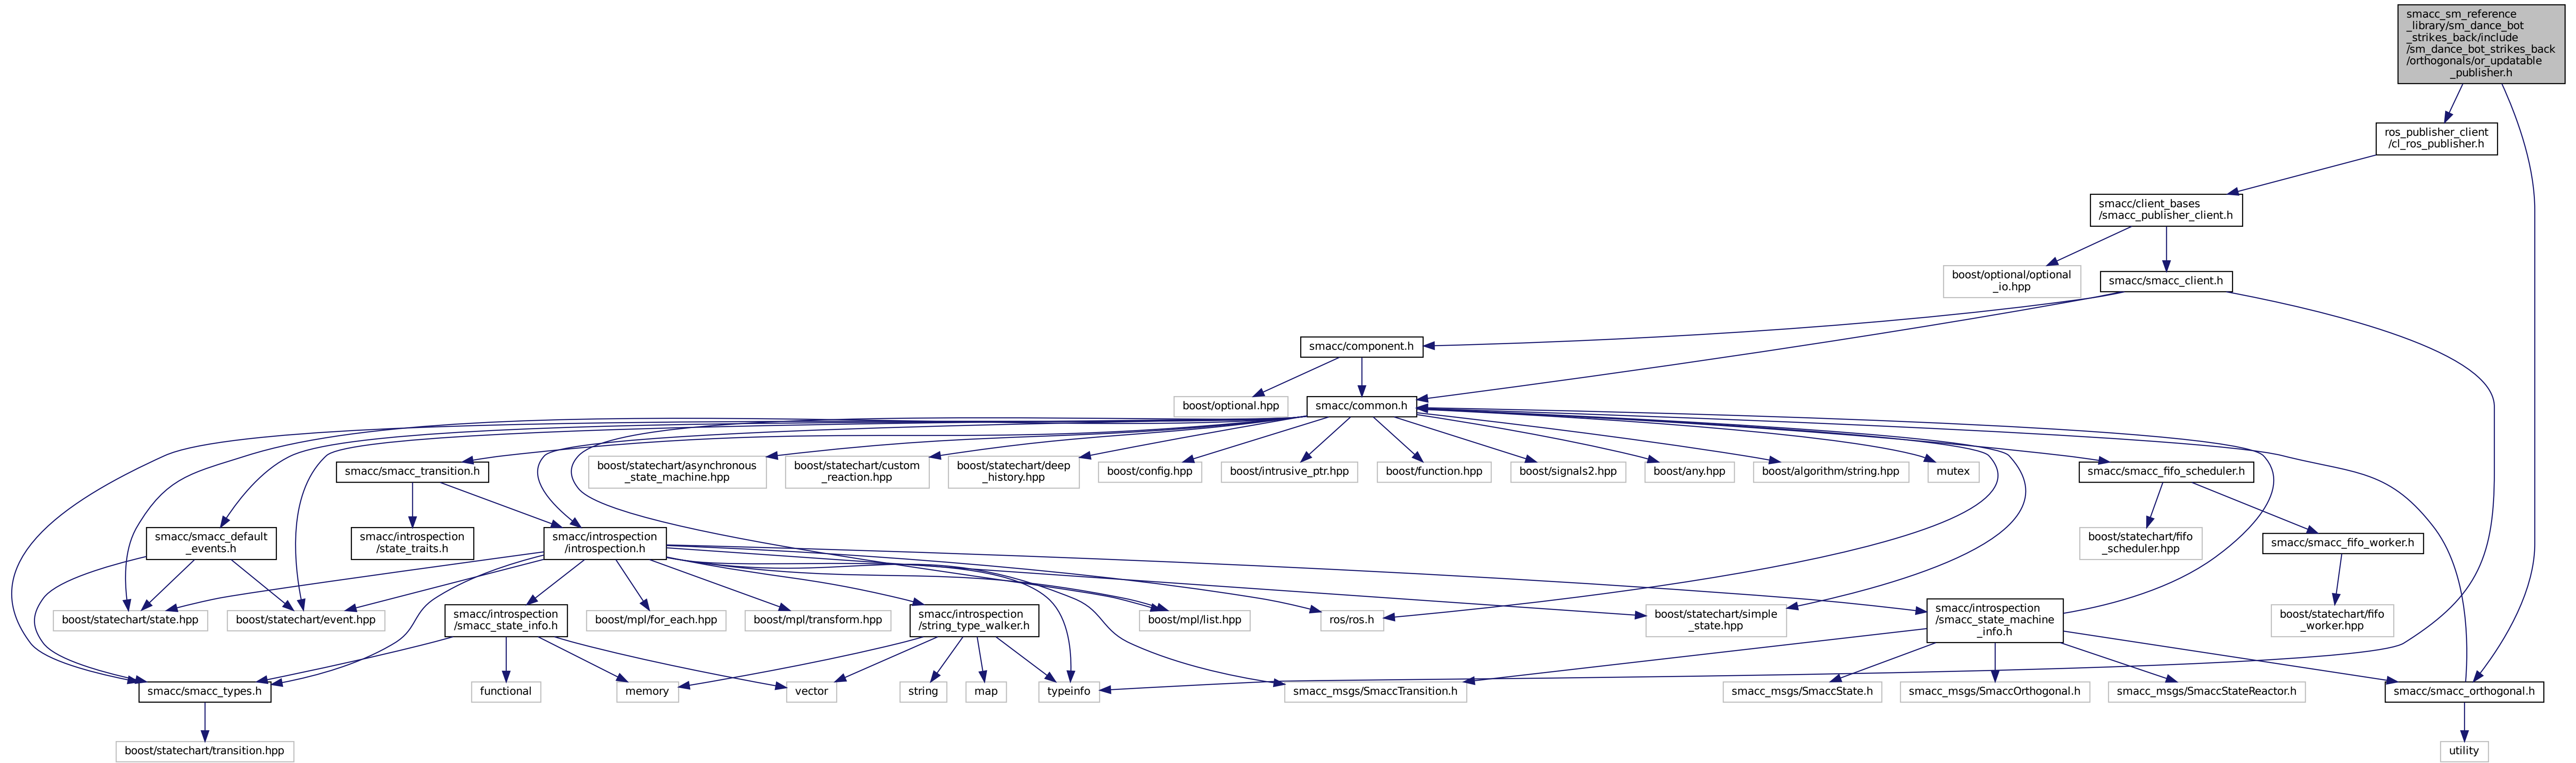 smacc_sm_reference
_library/sm_dance_bot
_strikes_back/include
/sm_dance_bot_strikes_back
/orthogonals/or_updatable
_publisher.h
ros_publisher_client
/cl_ros_publisher.h
smacc/client_bases
/smacc_publisher_client.h
boost/optional/optional
_io.hpp
smacc/smacc_client.h
smacc/component.h
boost/optional.hpp
smacc/common.h
smacc/smacc_transition.h
boost/statechart/asynchronous
_state_machine.hpp
boost/statechart/custom
_reaction.hpp
boost/statechart/deep
_history.hpp
boost/config.hpp
boost/intrusive_ptr.hpp
boost/function.hpp
boost/signals2.hpp
boost/any.hpp
boost/algorithm/string.hpp
mutex
smacc/smacc_fifo_scheduler.h
smacc/smacc_default
_events.h
smacc/introspection
/state_traits.h
smacc/introspection
/introspection.h
boost/statechart/fifo
_scheduler.hpp
smacc/smacc_fifo_worker.h
boost/statechart/state.hpp
boost/statechart/event.hpp
smacc/introspection
/smacc_state_info.h
boost/mpl/for_each.hpp
boost/mpl/transform.hpp
smacc/introspection
/string_type_walker.h
boost/mpl/list.hpp
ros/ros.h
boost/statechart/simple
_state.hpp
smacc/introspection
/smacc_state_machine
_info.h
boost/statechart/fifo
_worker.hpp
smacc/smacc_types.h
functional
memory
vector
string
map
typeinfo
smacc_msgs/SmaccTransition.h
smacc_msgs/SmaccState.h
smacc_msgs/SmaccOrthogonal.h
smacc_msgs/SmaccStateReactor.h
smacc/smacc_orthogonal.h
boost/statechart/transition.hpp
utility